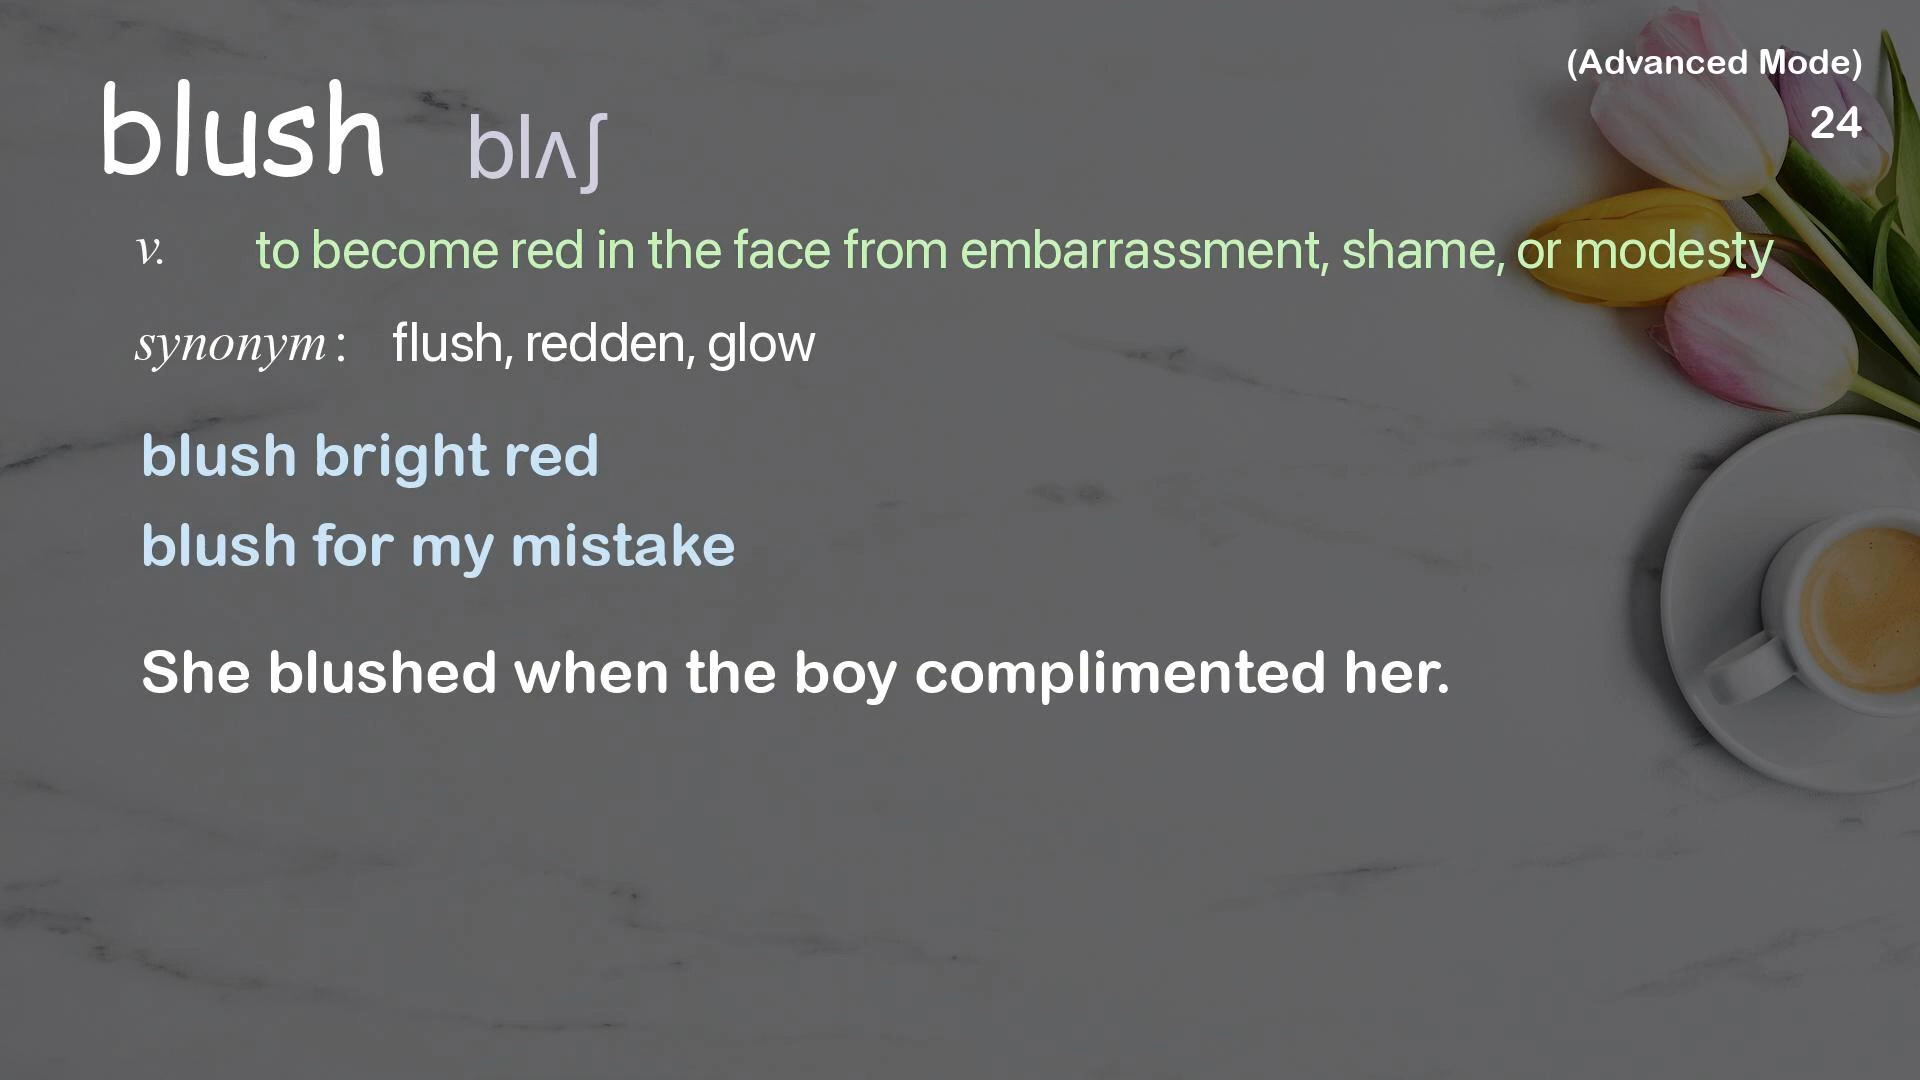 (Advanced Mode)
24
blush blʌʃ
v. to become red in the face from embarrassment, shame, or modesty
synonym : flush, redden, glow
blush bright red
blush for my mistake
She blushed when the boy complimented her.